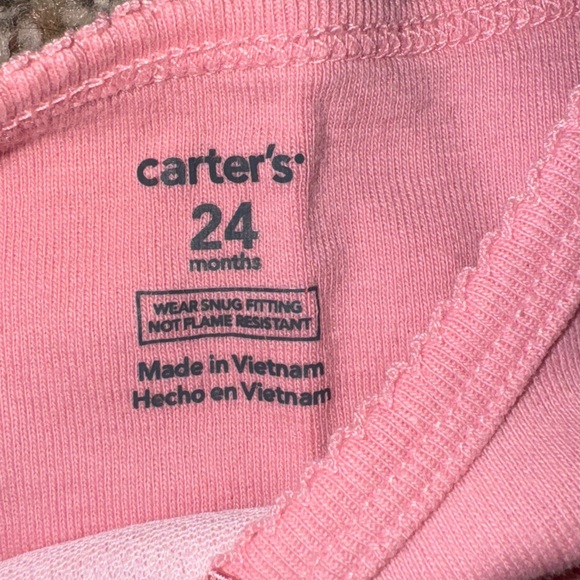 carter's
24
months
WEAR SNUG FITTING
NOT FLAME RESISTANT
Made in Vietnam
Hecho en Vietnam